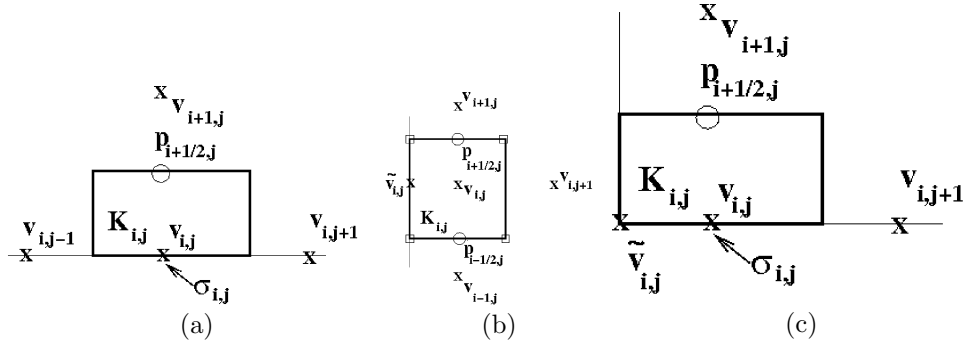 x v i+1,j
p i+1/2,j
v i,j-1
K i,j
v i,j
v i,j+1
x x x
σ i,j
(a)
x v i+1,j
p i+1/2,j
ṽ i,j
x
x v i,j
K i,j
p i-1/2,j
x v i-1,j
x v i,j+1
(b)
x v i+1,j
p i+1/2,j
K i,j
v i,j
v i,j+1
x x x
ṽ i,j
σ i,j
(c)